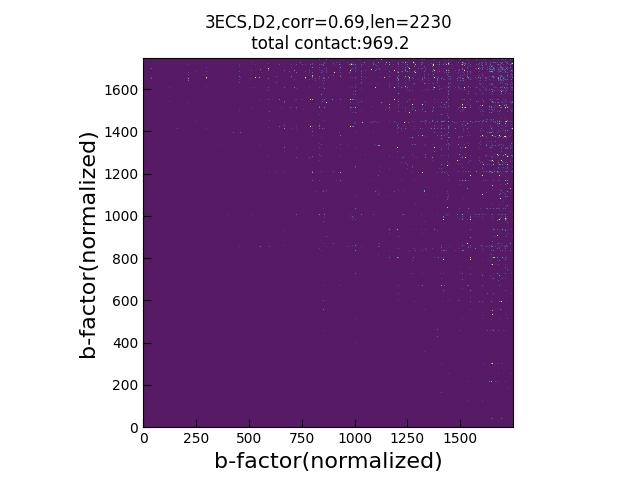 3ECS,D2,corr=0.69,len=2230
total contact:969.2
b-factor(normalized)
1600
1400
1200
1000
800
600
400
200
0
0 250 500 750 1000 1250 1500
b-factor(normalized)